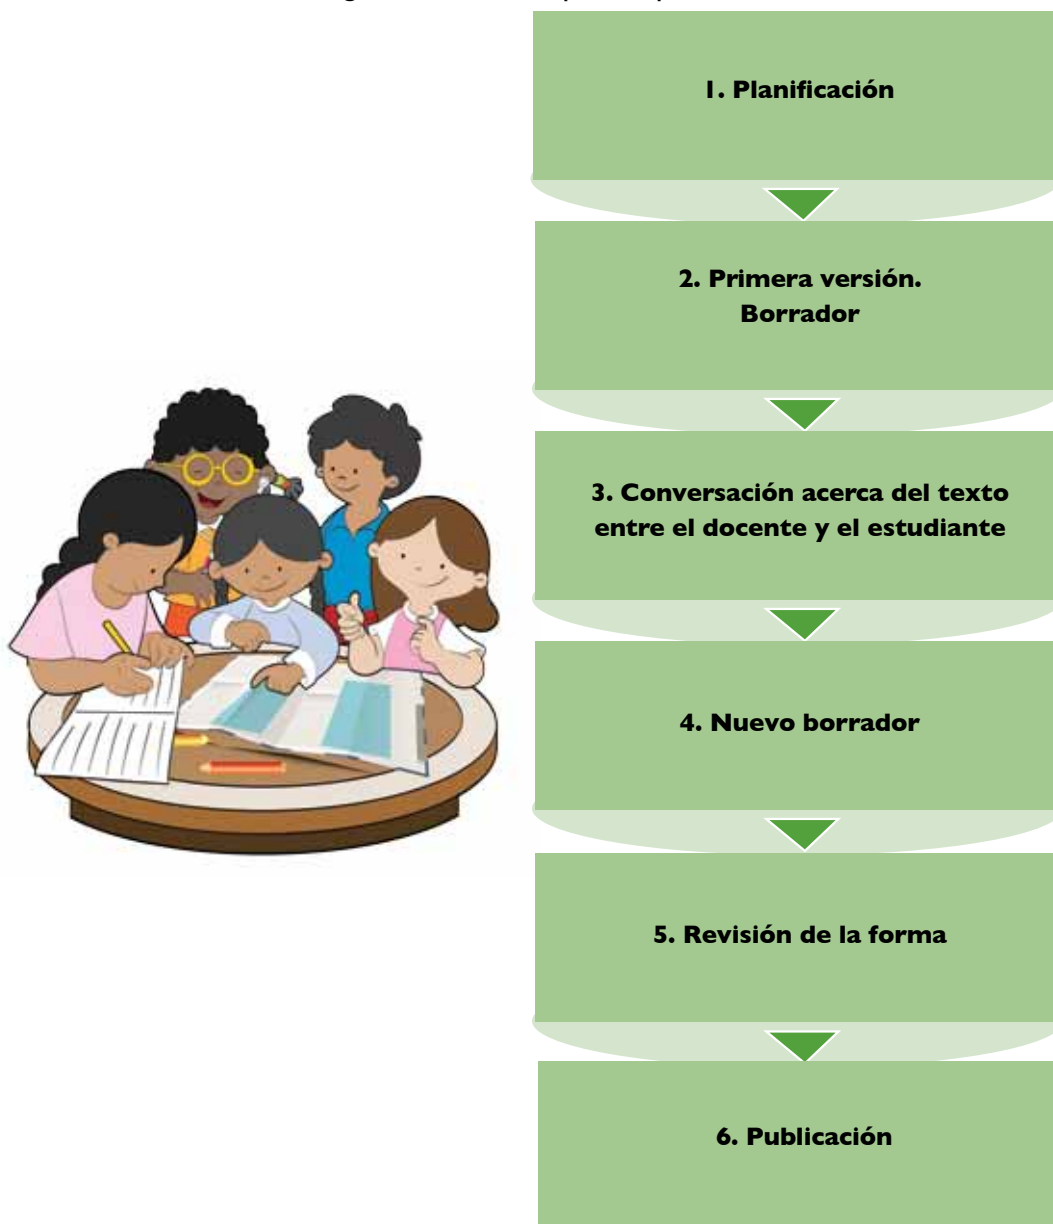 1. Planificación
2. Primera versión.
Borrador
3. Conversación acerca del texto
entre el docente y el estudiante
4. Nuevo borrador
5. Revisión de la forma
6. Publicación